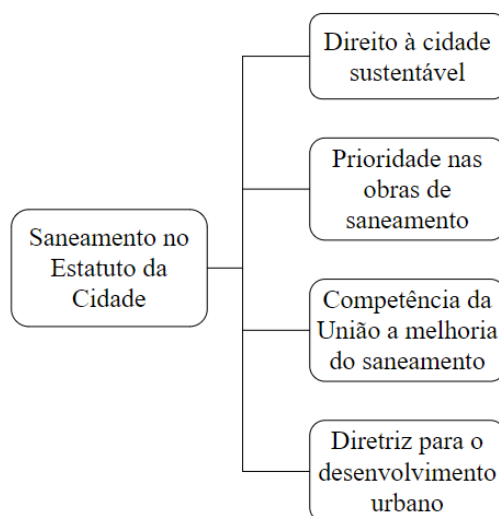 Direito à cidade
sustentável
Prioridade nas
obras de
saneamento
Saneamento no
Estatuto da
Cidade
Competência da
União a melhoria
do saneamento
Diretriz para o
desenvolvimento
urbano